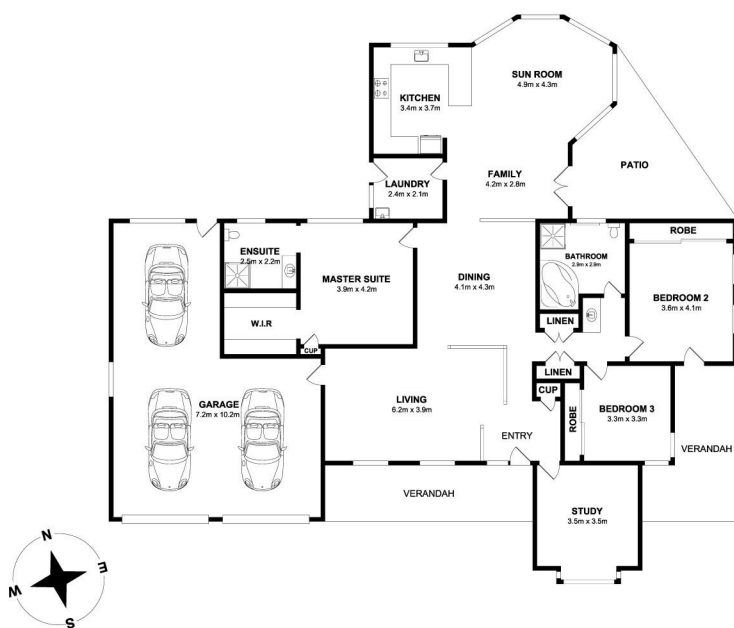 SUN ROOM
4.9m x 4.3m
KITCHEN
3.4m x 3.7m
PATIO
FAMILY
4.2m x 2.8m
LAUNDRY
2.4m x 2.1m
ROBE
ENSUITE
2.5m x 2.2m
BATHROOM
2.9m x 2.9m
MASTER SUITE
3.9m x 4.2m
DINING
4.1m x 4.3m
BEDROOM 2
3.6m x 4.1m
W.I.R
LINEN
CUP
LINEN
CUP
GARAGE
7.2m x 10.2m
LIVING
6.2m x 3.9m
ROBE
BEDROOM 3
3.3m x 3.3m
ENTRY
VERANDAH
VERANDAH
STUDY
3.5m x 3.5m
N
E
W
S